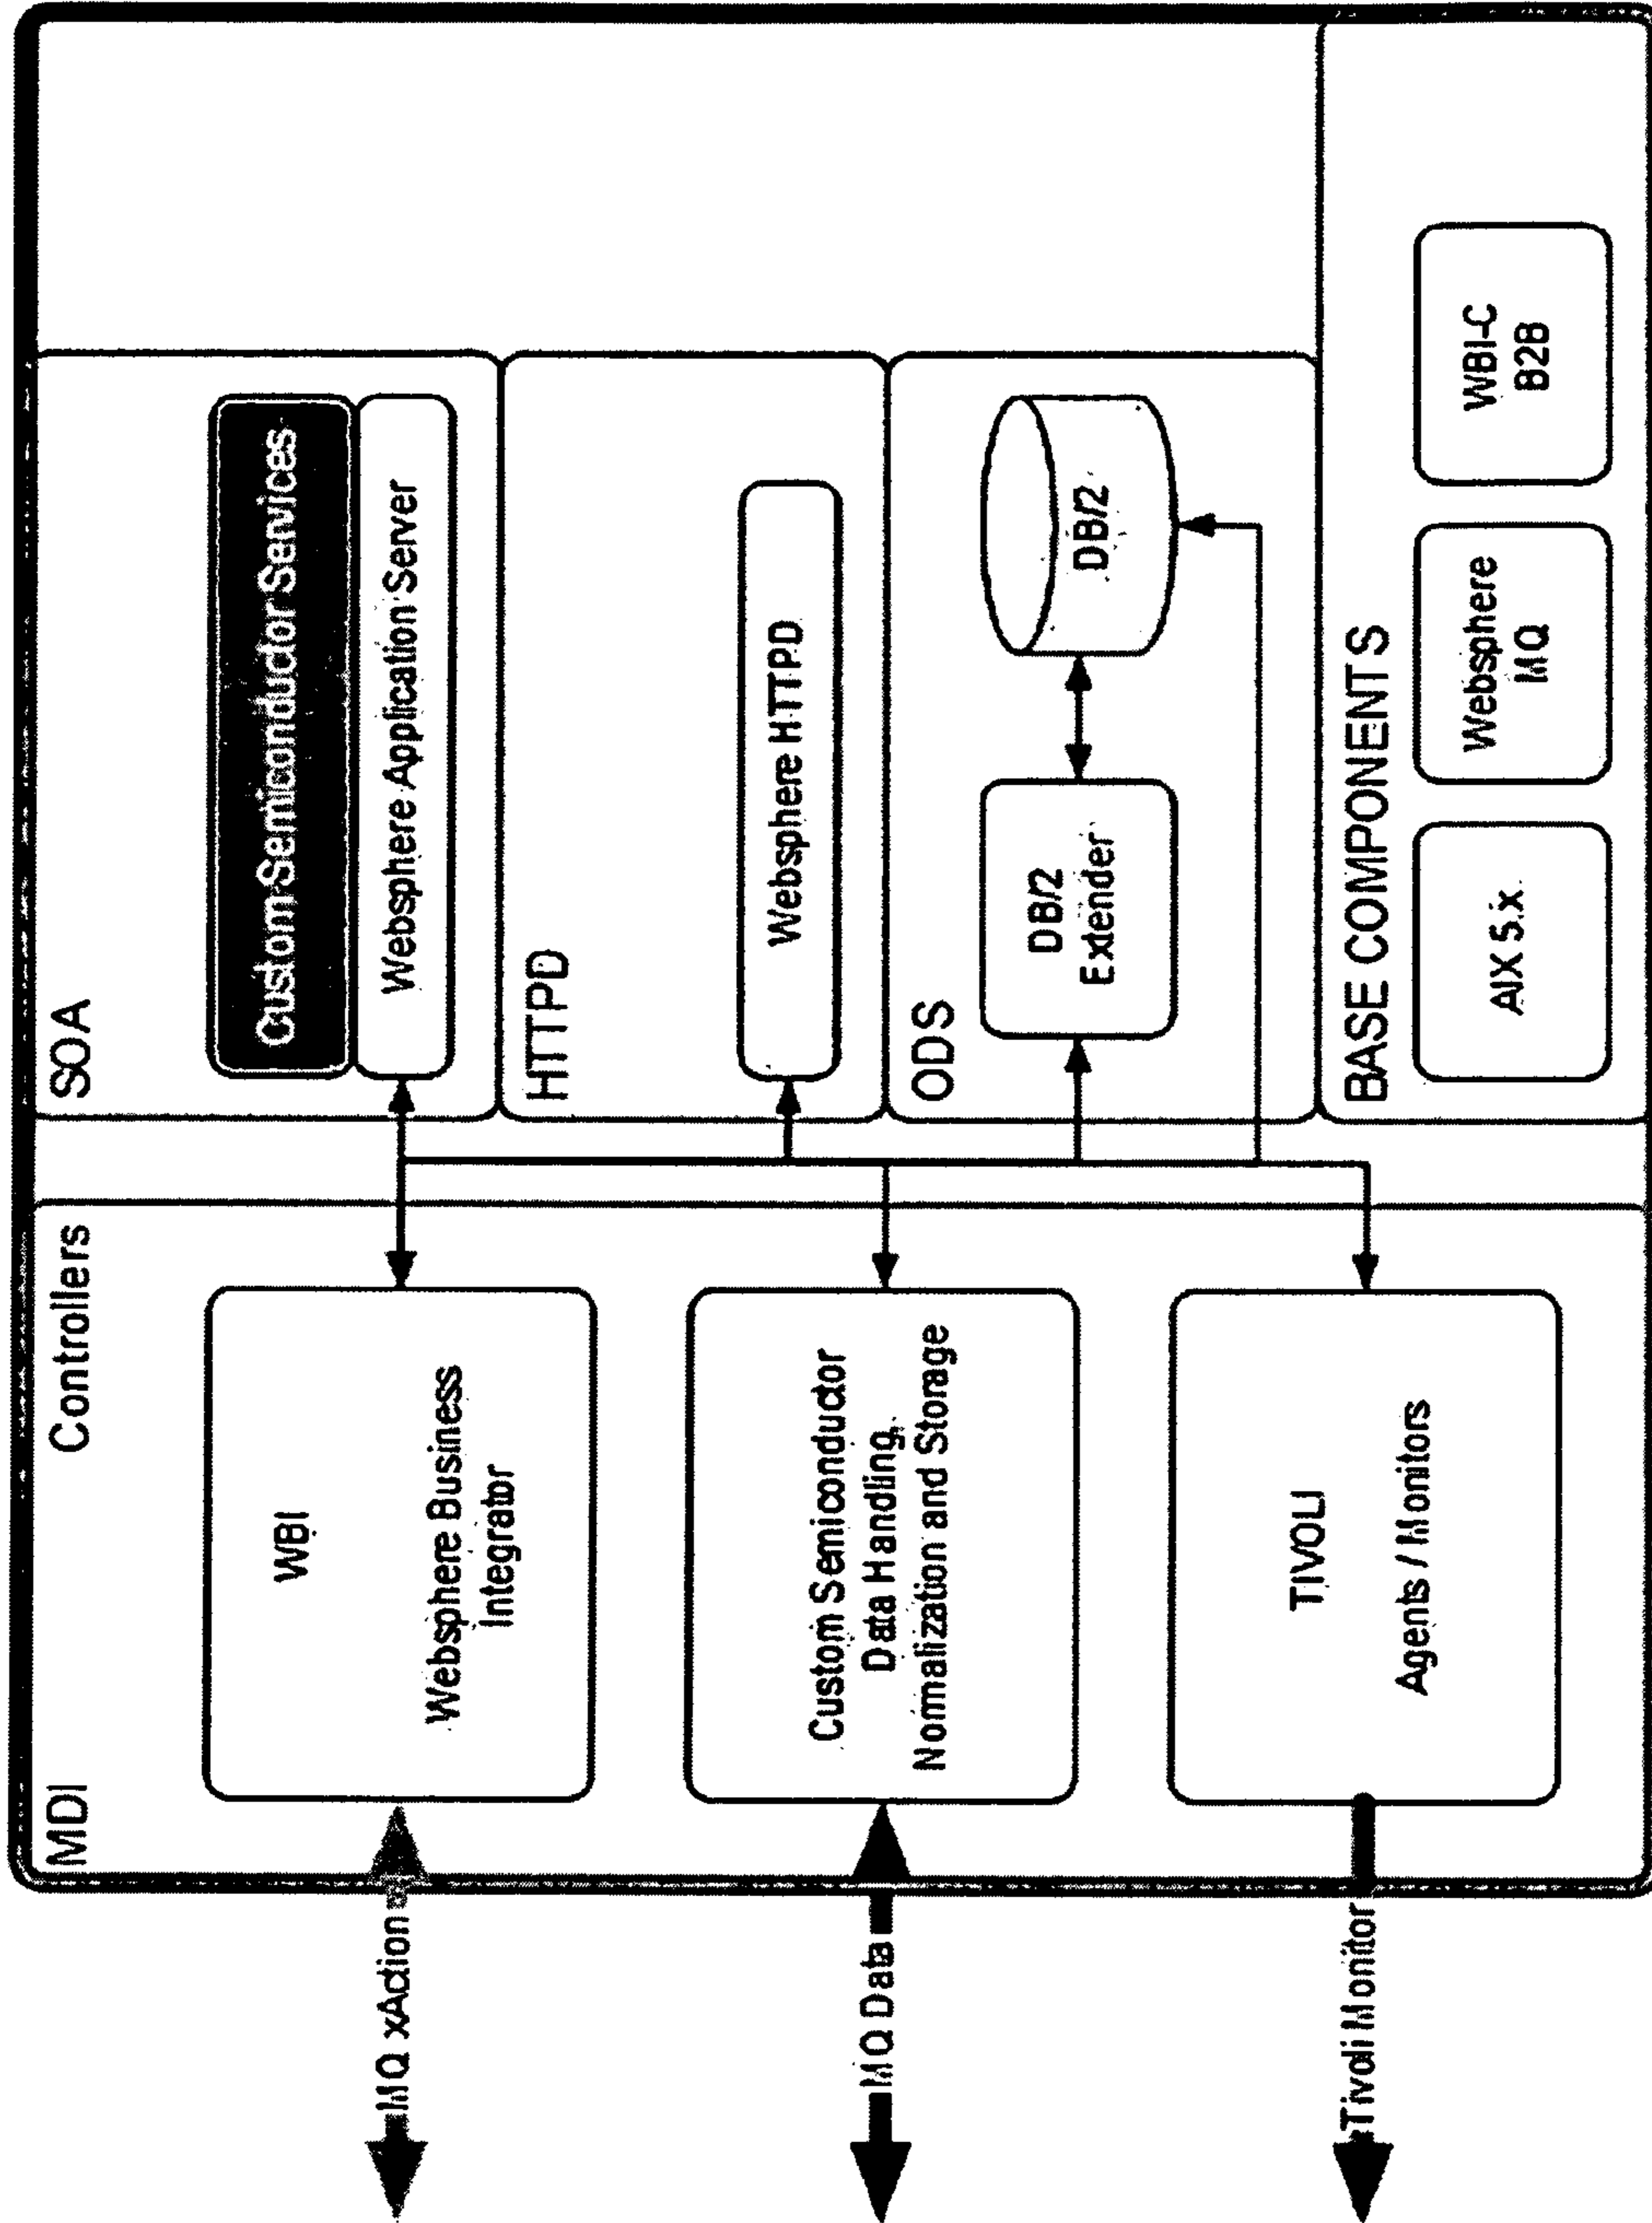 MDI
Controllers
SOA
Custom Semiconductor Services
Websphere Application Server
HTTPD
Websphere HTTPD
ODS
DB/2
Extender
DB/2
BASE COMPONENTS
AIX 5.x
Websphere
MQ
WBI-C
B2B
WBI
Websphere Business
Integrator
Custom Semiconductor
Data Handling,
Normalization and Storage
TIVOLI
Agents / Monitors
MQ xAction
MQ Data
Tivoli Monitor